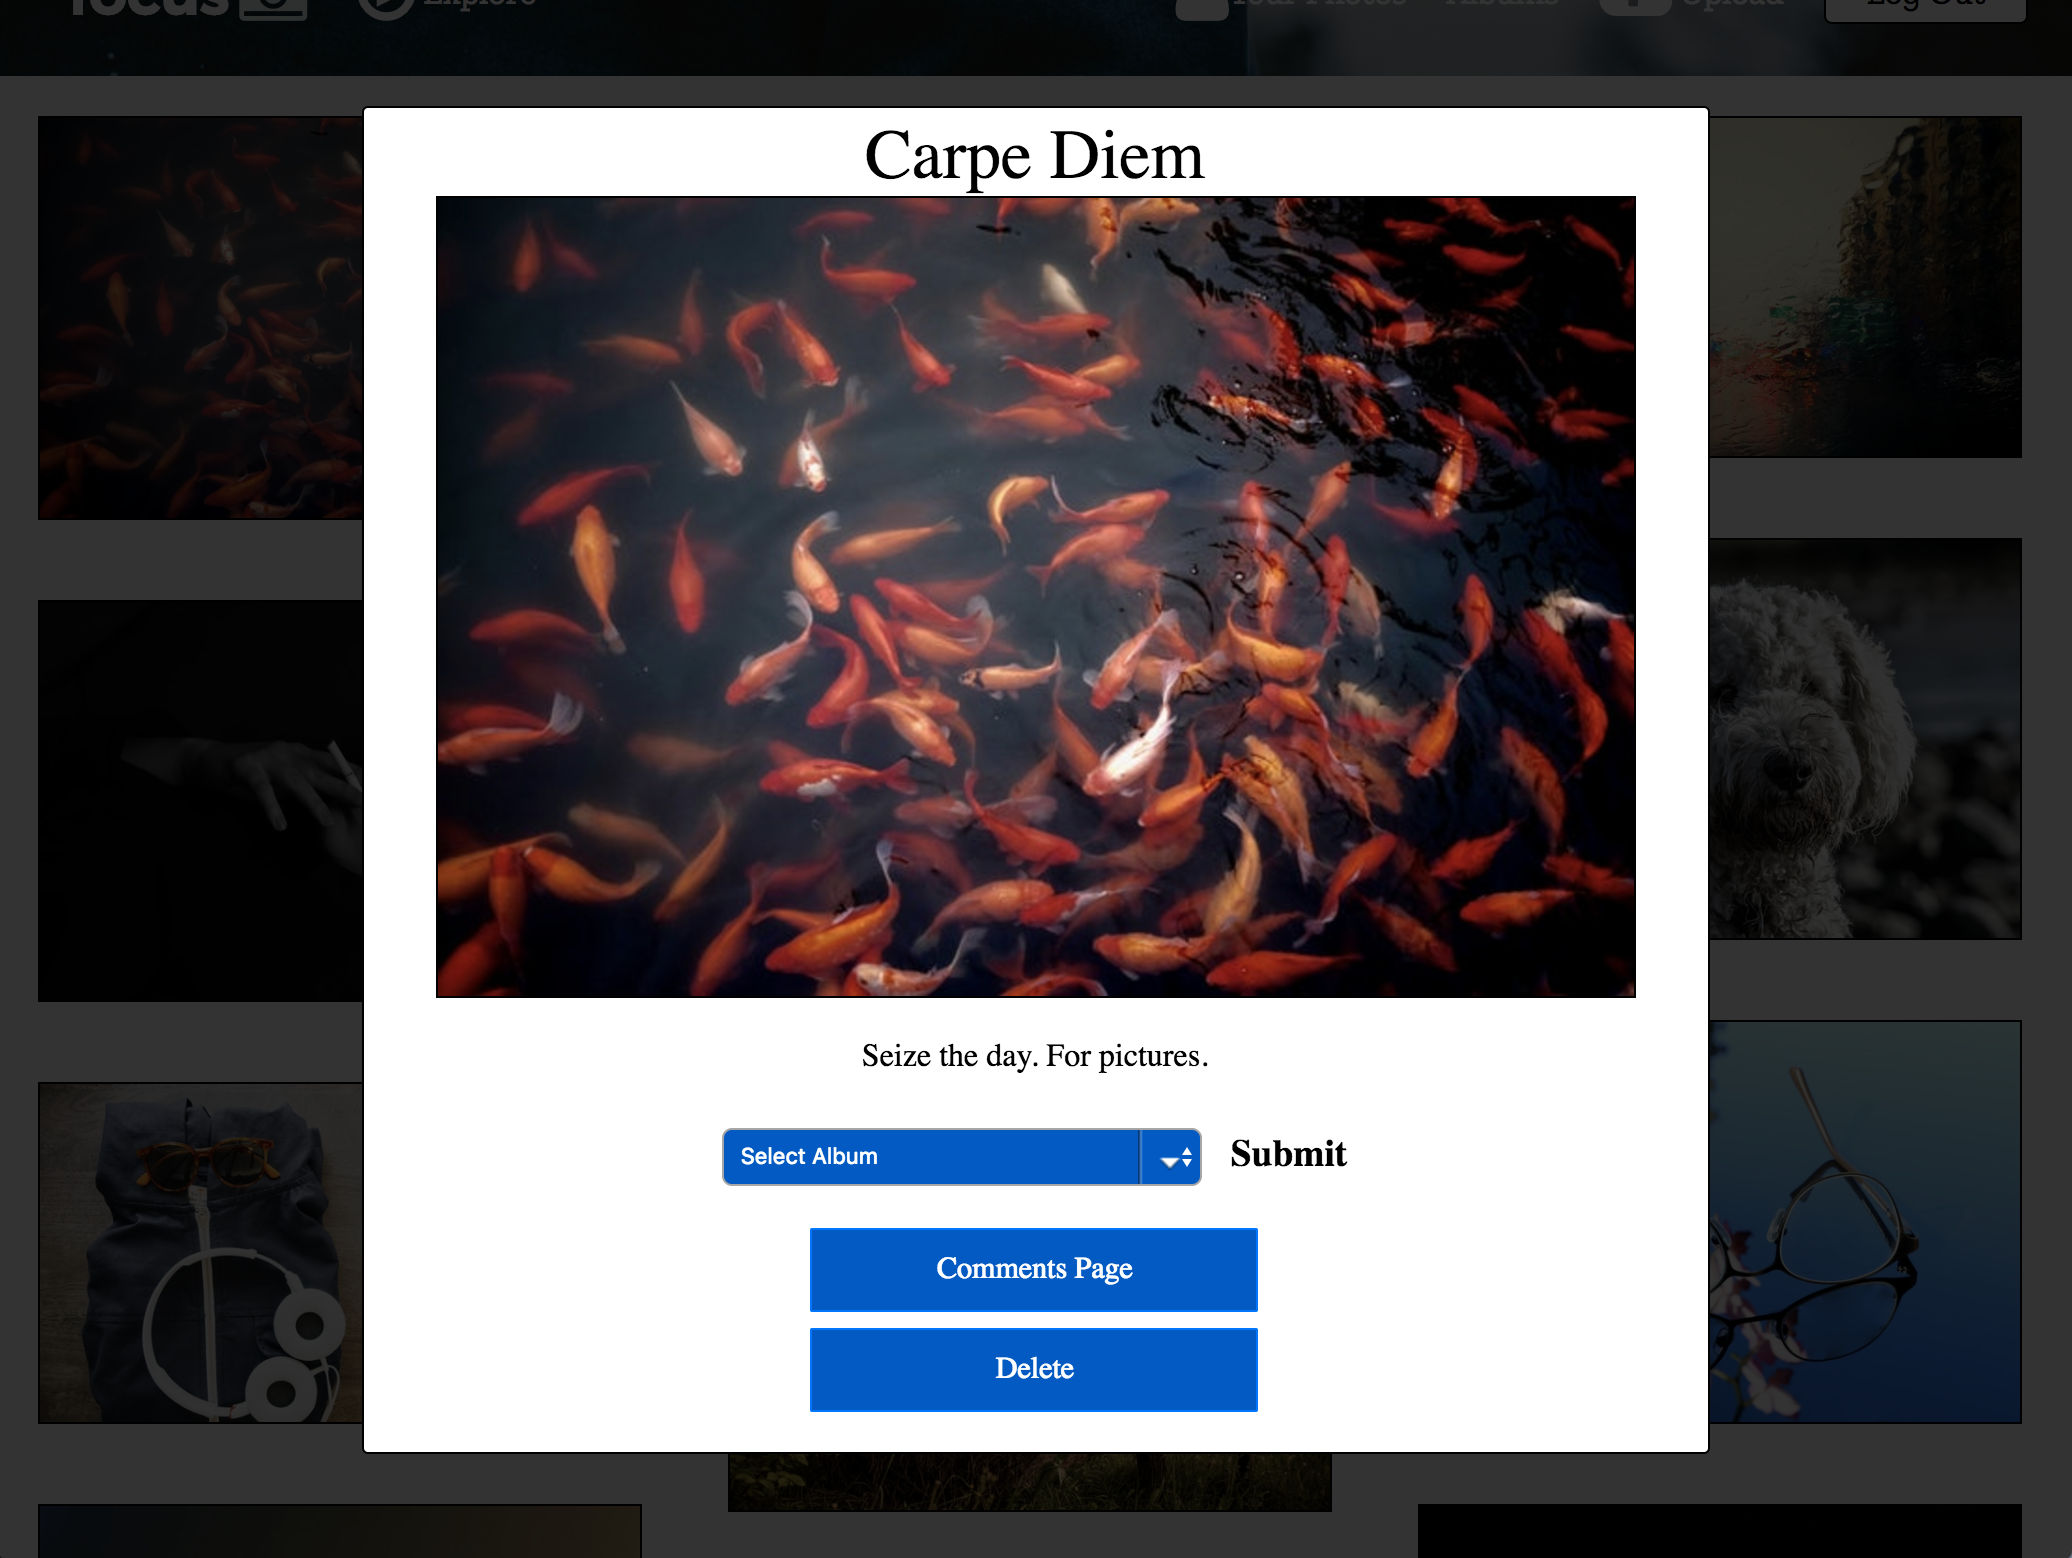 focus Explore Your Photos Albums Upload Log Out
Carpe Diem
Seize the day. For pictures.
Select Album Submit
Comments Page
Delete